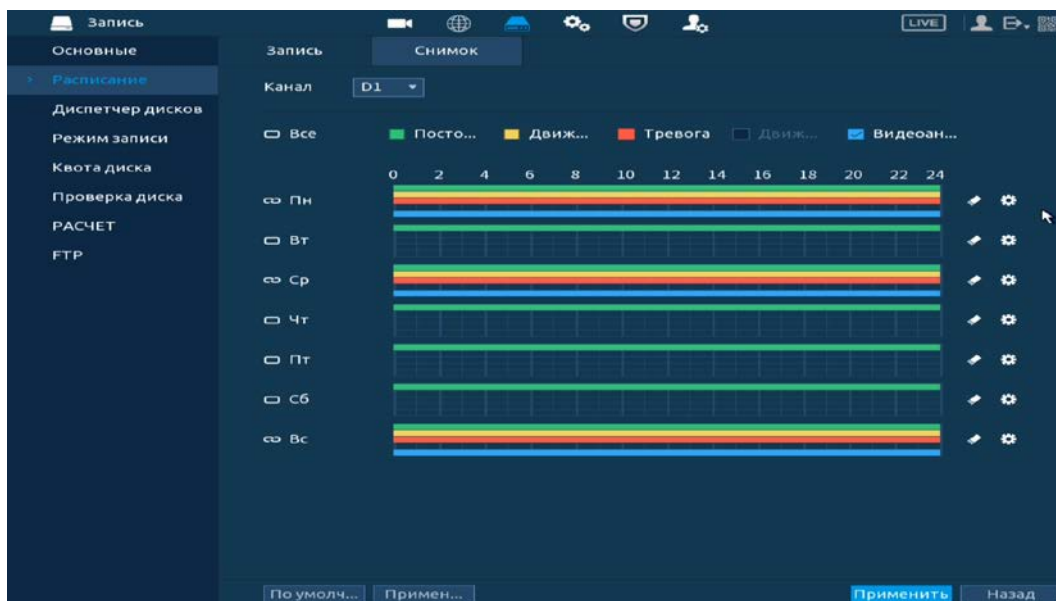 Запись LIVE
Основные
Расписание
Диспетчер дисков
Режим записи
Квота диска
Проверка диска
РАСЧЕТ
FTP
Запись Снимок
Канал D1
Все Посто... Движ... Тревога Движ... Видеоан...
0 2 4 6 8 10 12 14 16 18 20 22 24
Пн
Вт
Ср
Чт
Пт
Сб
Вс
По умолч... Примен... Применить Назад